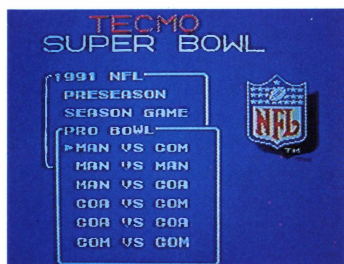 TECMO
SUPER BOWL
1991 NFL
PRESEASON
SEASON GAME
PRO BOWL
MAN VS COM
MAN VS MAN
MAN VS COA
COA VS COM
COA VS COA
COM VS COM
NFL
TM